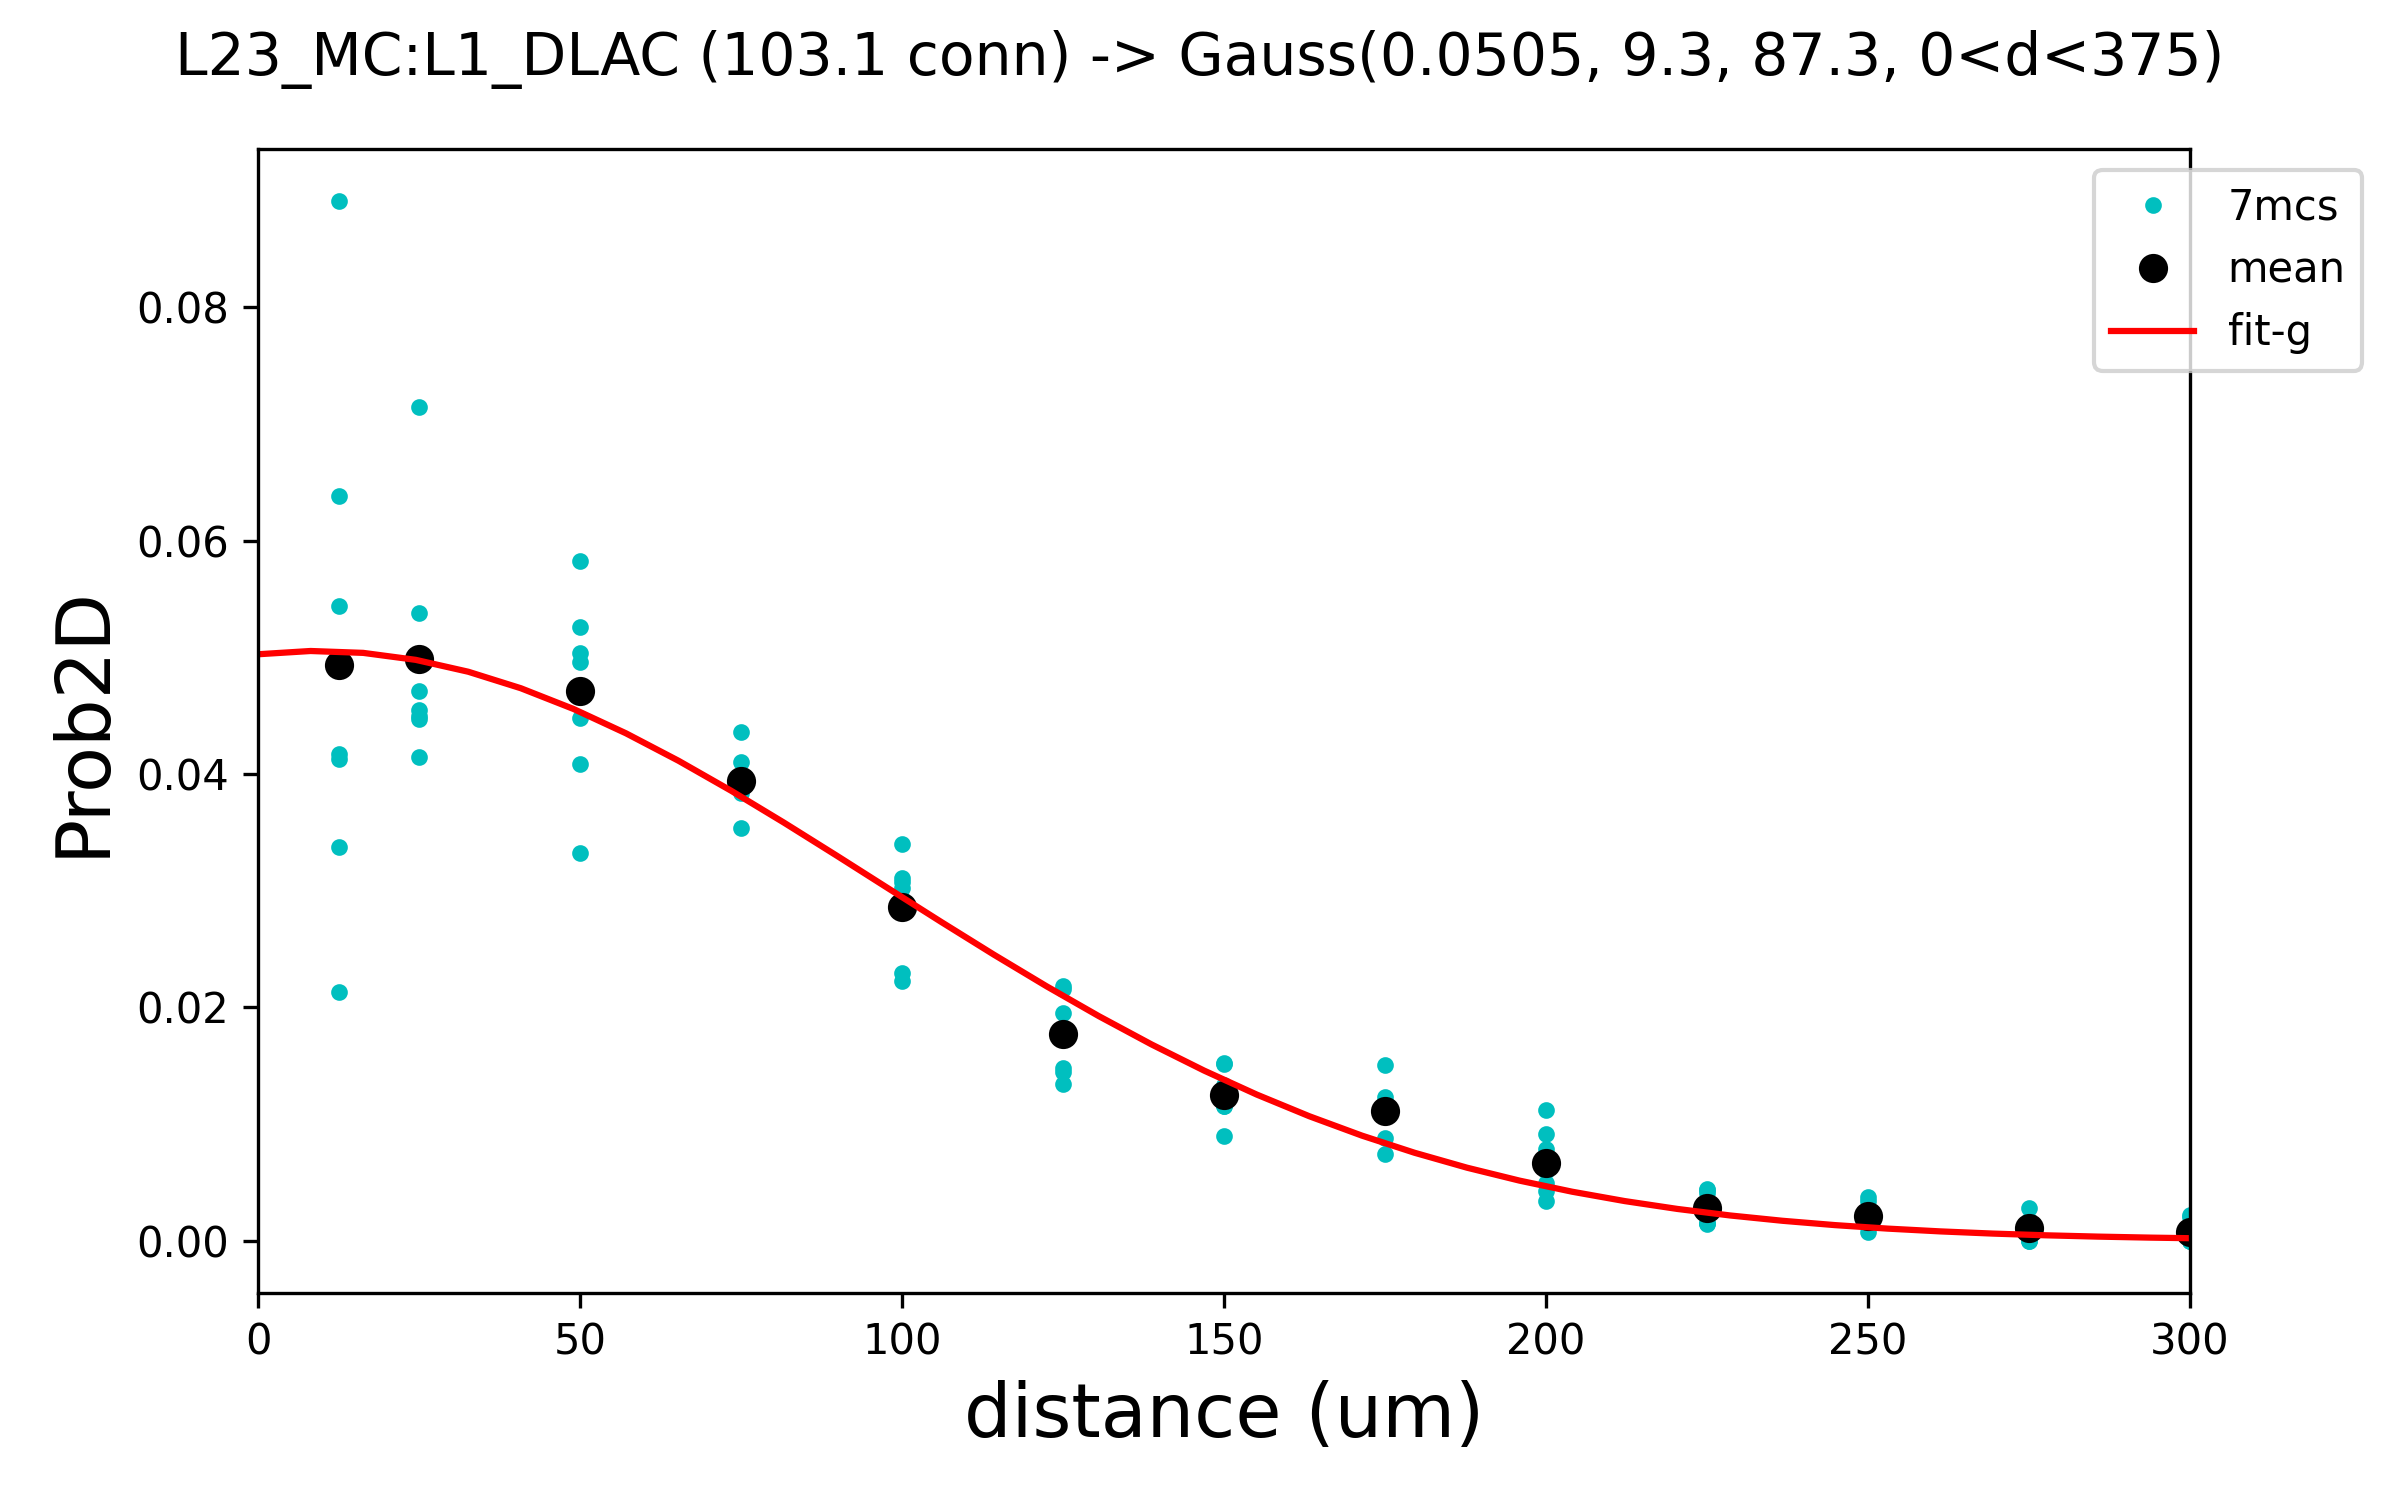 L23_MC:L1_DLAC (103.1 conn) -> Gauss(0.0505, 9.3, 87.3, 0<d<375)
7mcs
mean
fit-g
0.08
0.06
0.04
0.02
0.00
Prob2D
0 50 100 150 200 250 300
distance (um)